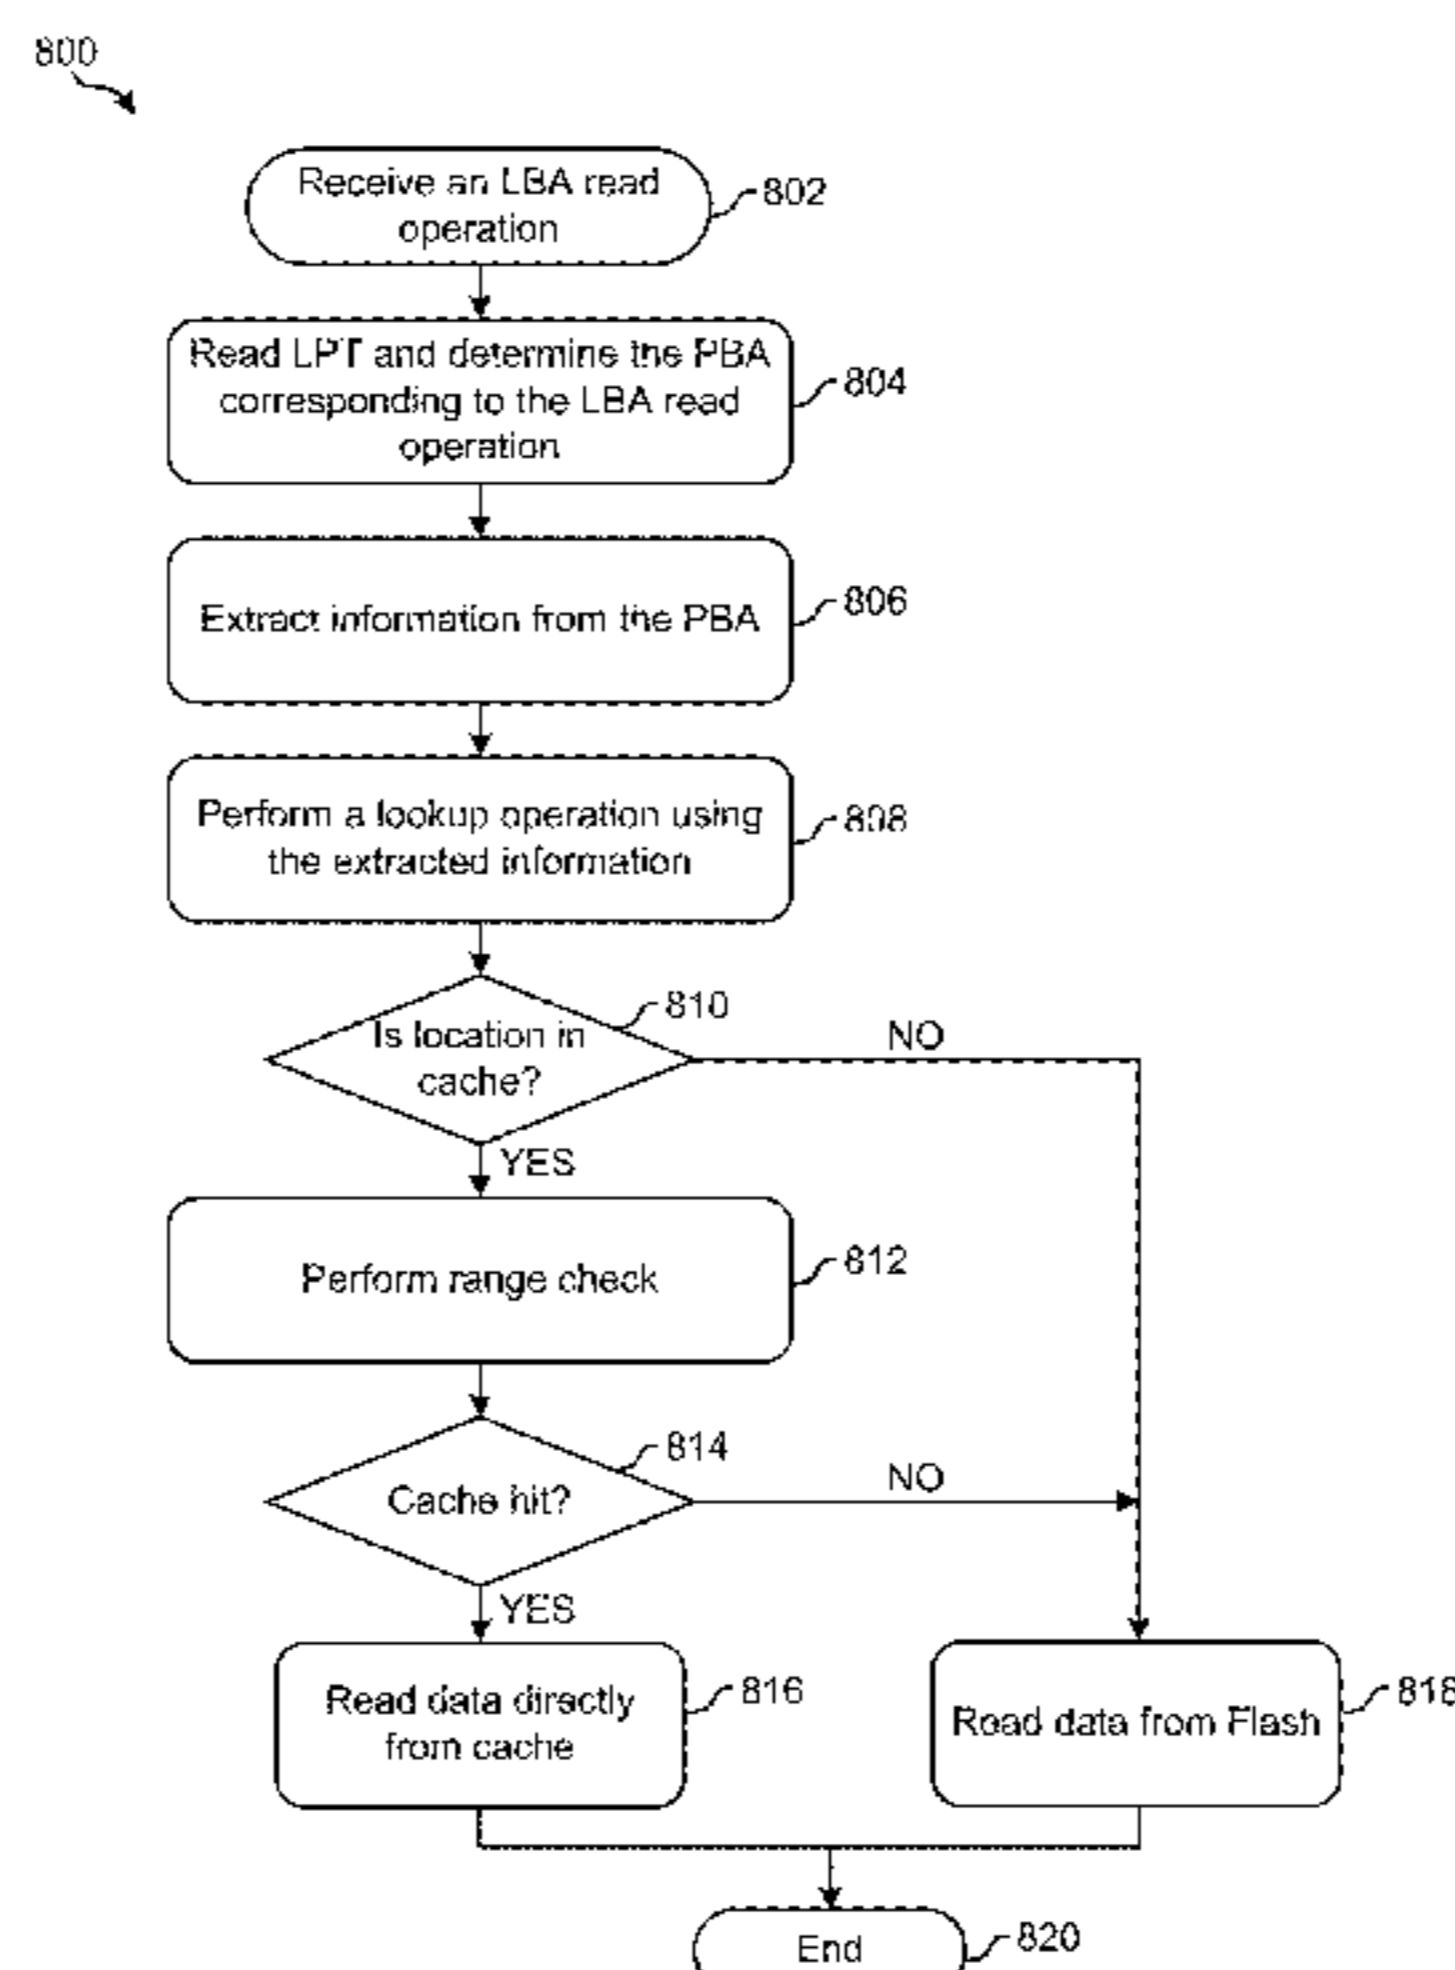 800
Receive an LBA read
operation
802
Read LPT and determine the PBA
corresponding to the LBA read
operation
804
Extract information from the PBA
806
Perform a lookup operation using
the extracted information
808
Is location in
cache?
810
NO
YES
Perform range check
812
Cache hit?
814
NO
YES
Read data directly
from cache
816
Read data from Flash
818
End
820